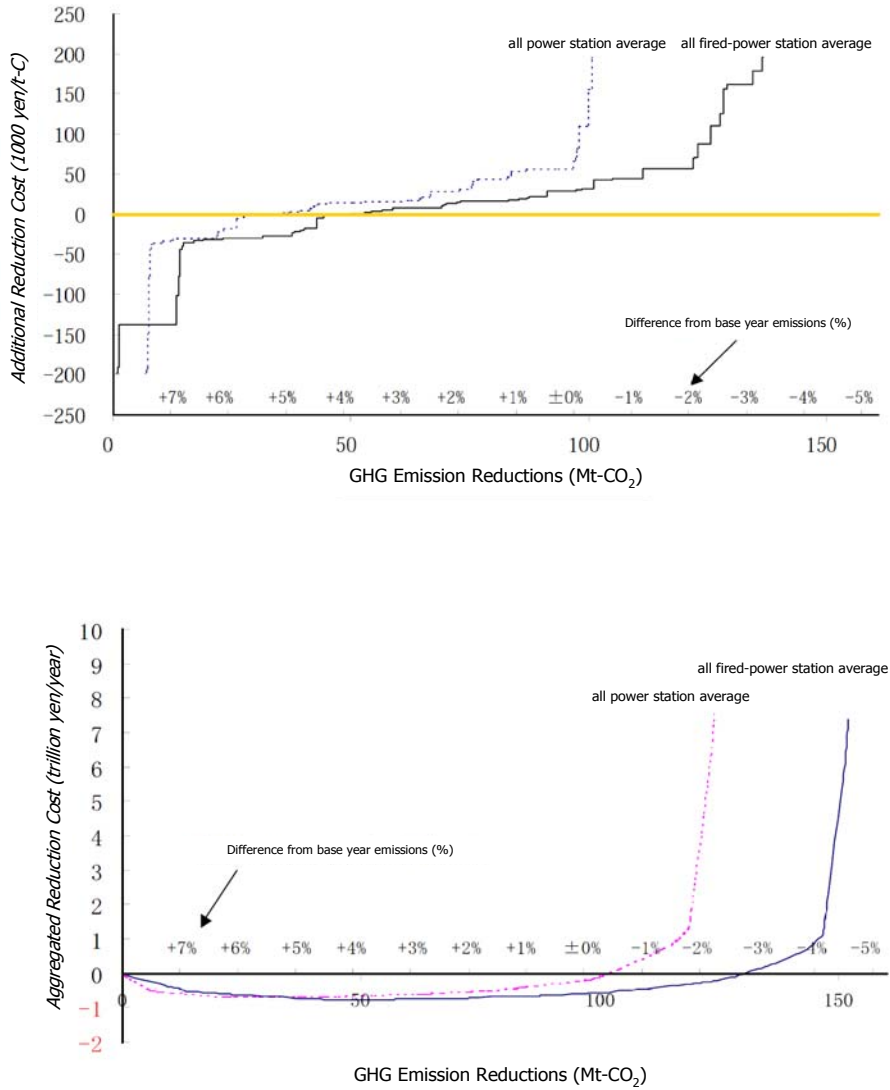 250
all power station average all fired-power station average
200
150
100
50
0
-50
-100
Difference from base year emissions (%)
-150
-200
+7% +6% +5% +4% +3% +2% +1% ±0% -1% -2% -3% -4% -5%
-250
0 50 100 150
Additional Reduction Cost (1000 yen/t-C)
GHG Emission Reductions (Mt-CO₂)
10
9
all fired-power station average
8
all power station average
7
6
5
4
Difference from base year emissions (%)
3
2
1
+7% +6% +5% +4% +3% +2% +1% ±0% -1% -2% -3% -4% -5%
0
0 50 100 150
-1
-2
Aggregated Reduction Cost (trillion yen/year)
GHG Emission Reductions (Mt-CO₂)